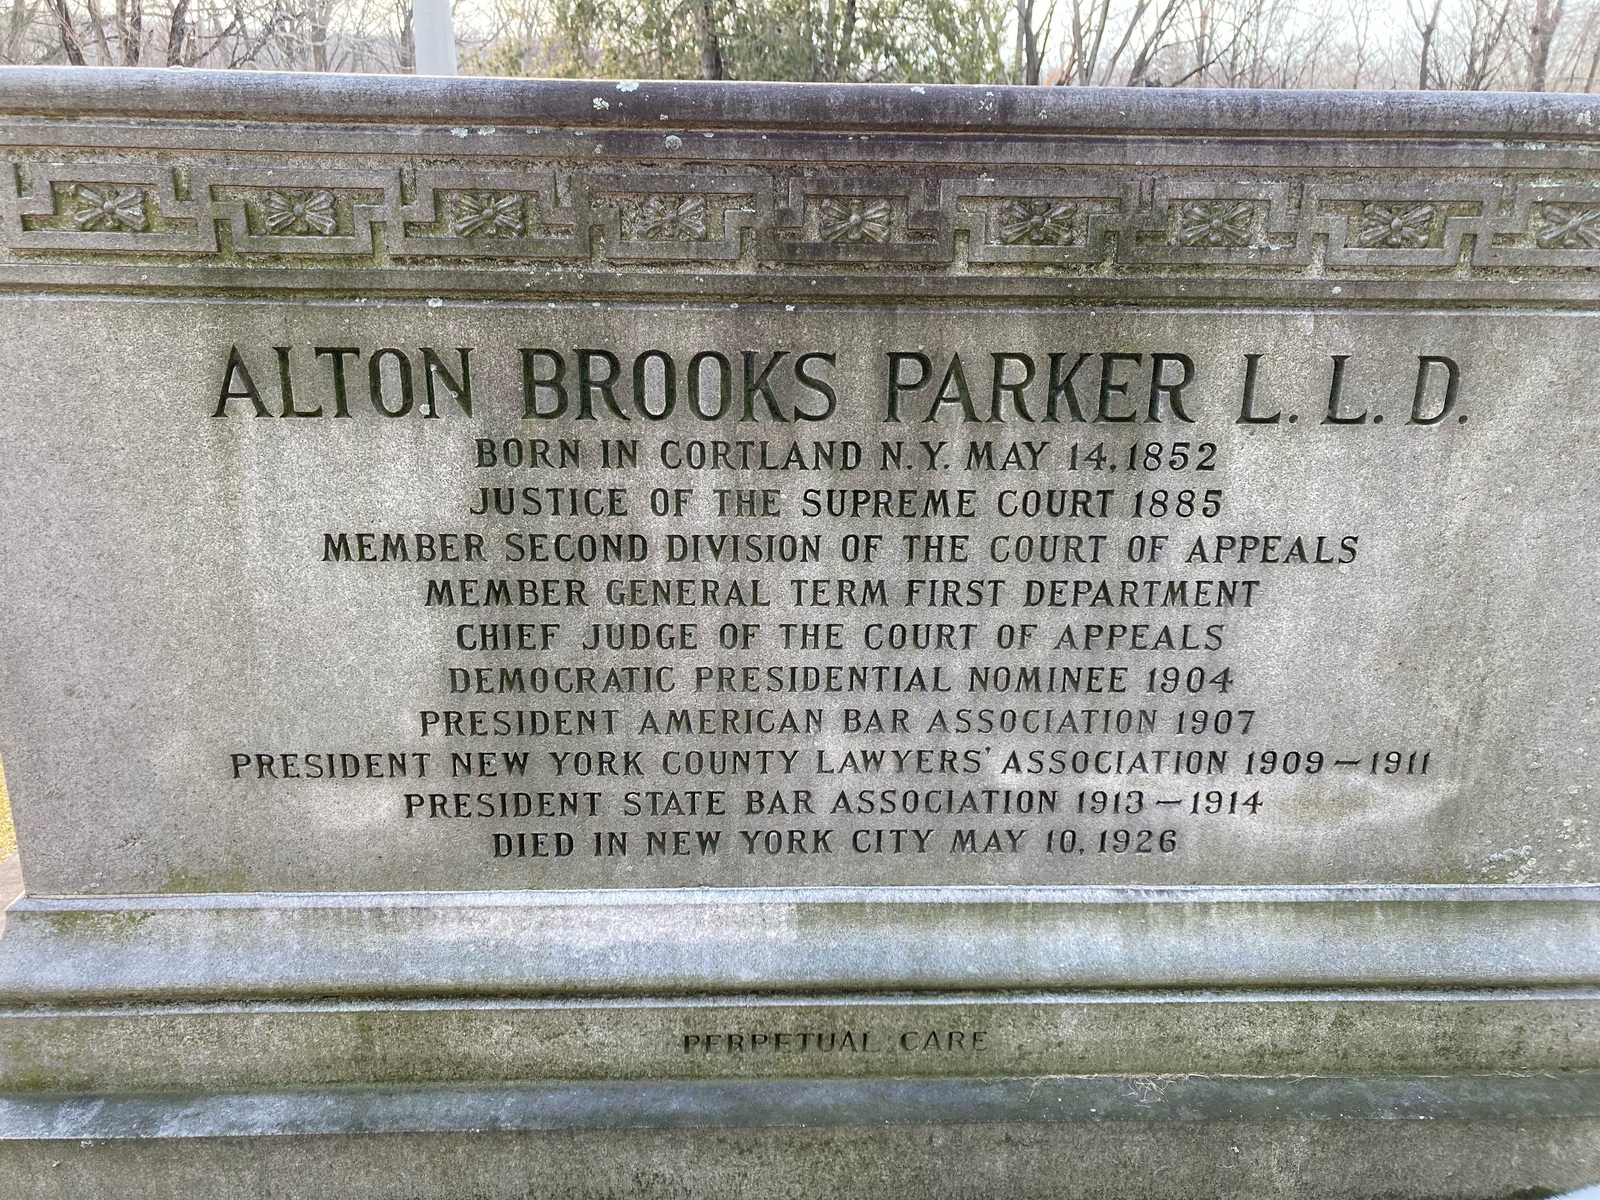 ALTON BROOKS PARKER L. L. D.
BORN IN CORTLAND N.Y. MAY 14, 1852
JUSTICE OF THE SUPREME COURT 1885
MEMBER SECOND DIVISION OF THE COURT OF APPEALS
MEMBER GENERAL TERM FIRST DEPARTMENT
CHIEF JUDGE OF THE COURT OF APPEALS
DEMOCRATIC PRESIDENTIAL NOMINEE 1904
PRESIDENT AMERICAN BAR ASSOCIATION 1907
PRESIDENT NEW YORK COUNTY LAWYERS' ASSOCIATION 1909–1911
PRESIDENT STATE BAR ASSOCIATION 1913–1914
DIED IN NEW YORK CITY MAY 10, 1926
PERPETUAL CARE